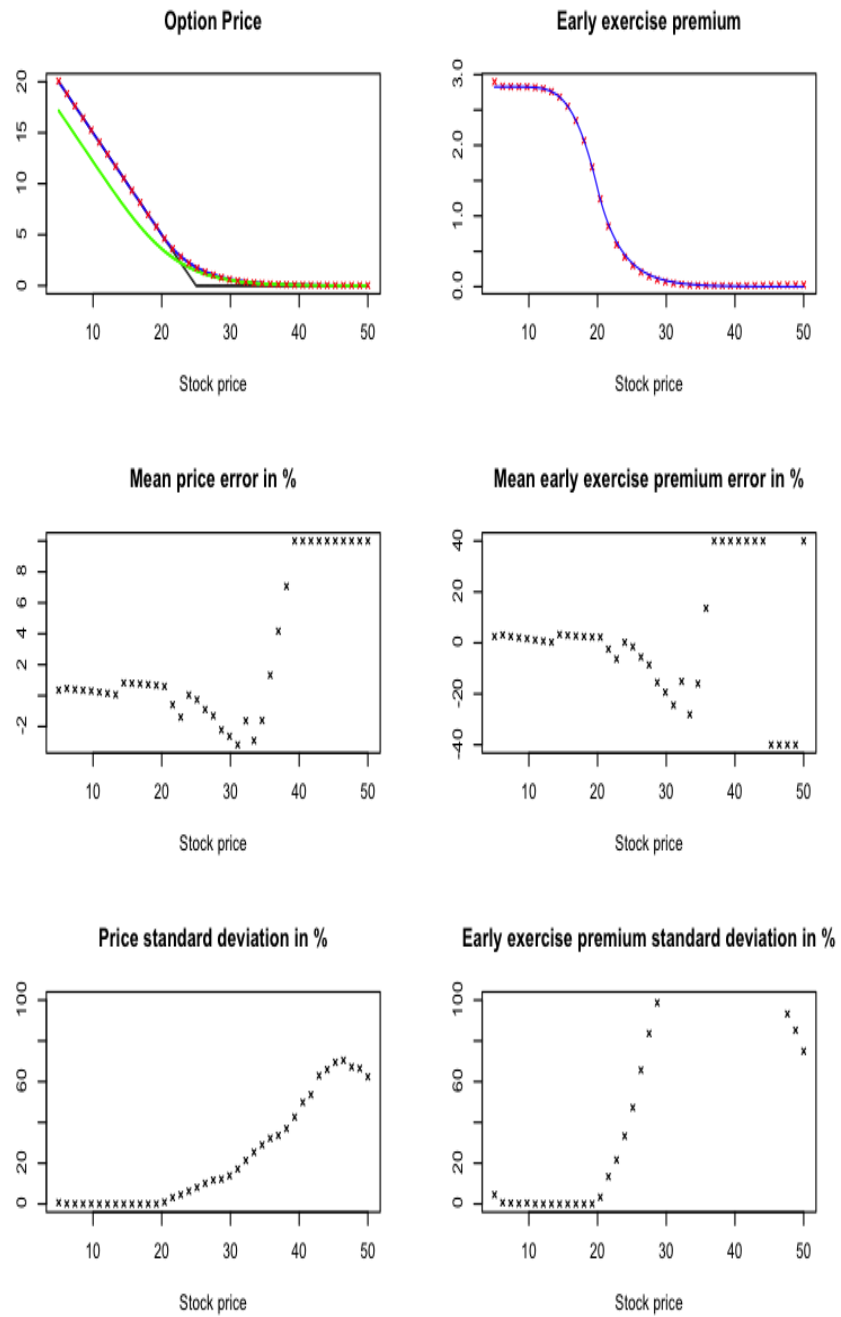 Option Price
20
15
10
5
0
10 20 30 40 50
Stock price
Early exercise premium
3.0
2.0
1.0
0.0
10 20 30 40 50
Stock price
Mean price error in %
8
6
4
2
-2
10 20 30 40 50
Stock price
Mean early exercise premium error in %
40
20
0
-20
-40
10 20 30 40 50
Stock price
Price standard deviation in %
100
60
20
0
10 20 30 40 50
Stock price
Early exercise premium standard deviation in %
100
60
20
0
10 20 30 40 50
Stock price